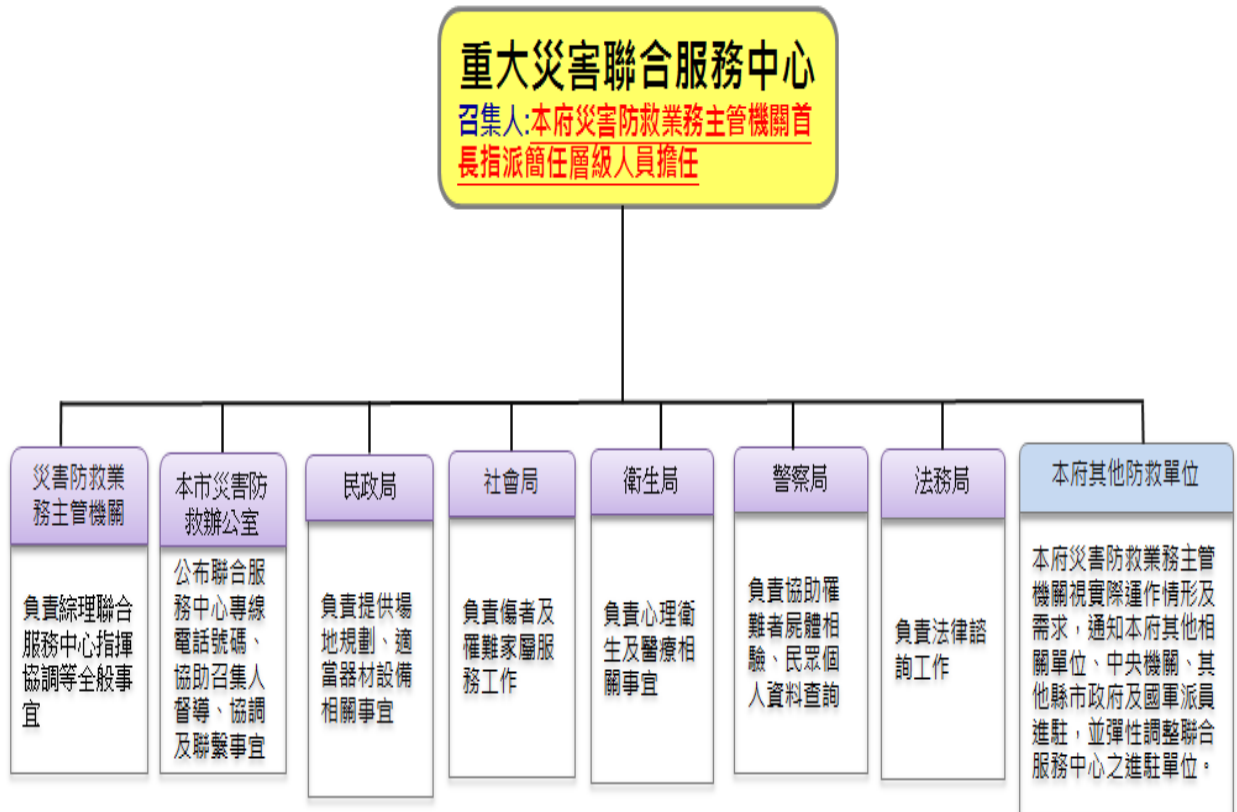 重大災害聯合服務中心
召集人:本府災害防救業務主管機關首
長指派簡任層級人員擔任
災害防救業
務主管機關
負責綜理聯合
服務中心指揮
協調等全般事
宜
本市災害防
救辦公室
公布聯合服
務中心專線
電話號碼、
協助召集人
督導、協調
及聯繫事宜
民政局
負責提供場
地規劃、適
當器材設備
相關事宜
社會局
負責傷者及
罹難家屬服
務工作
衛生局
負責心理衛
生及醫療相
關事宜
警察局
負責協助罹
難者屍體相
驗、民眾個
人資料查詢
法務局
負責法律諮
詢工作
本府其他防救單位
本府災害防救業務主管
機關視實際運作情形及
需求，通知本府其他相
關單位、中央機關、其
他縣市政府及國軍派員
進駐，並彈性調整聯合
服務中心之進駐單位。